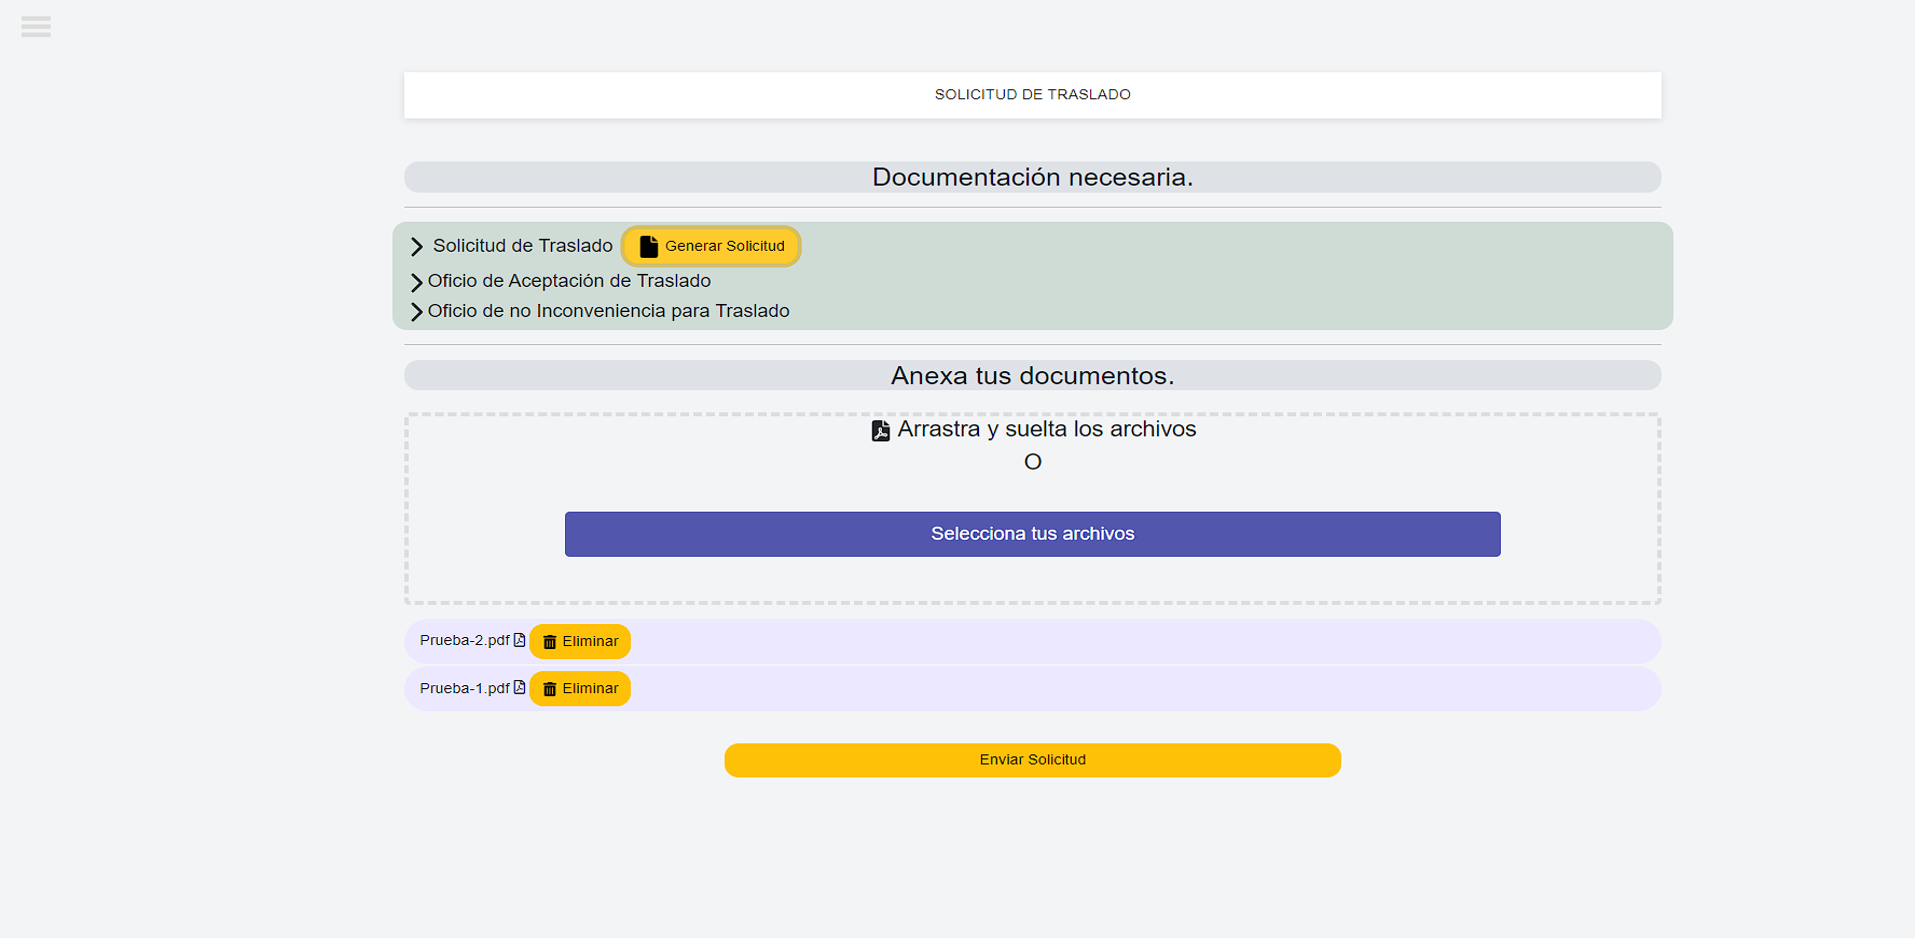 SOLICITUD DE TRASLADO
Documentación necesaria.
Solicitud de Traslado Generar Solicitud
Oficio de Aceptación de Traslado
Oficio de no Inconveniencia para Traslado
Anexa tus documentos.
Arrastra y suelta los archivos
O
Selecciona tus archivos
Prueba-2.pdf Eliminar
Prueba-1.pdf Eliminar
Enviar Solicitud